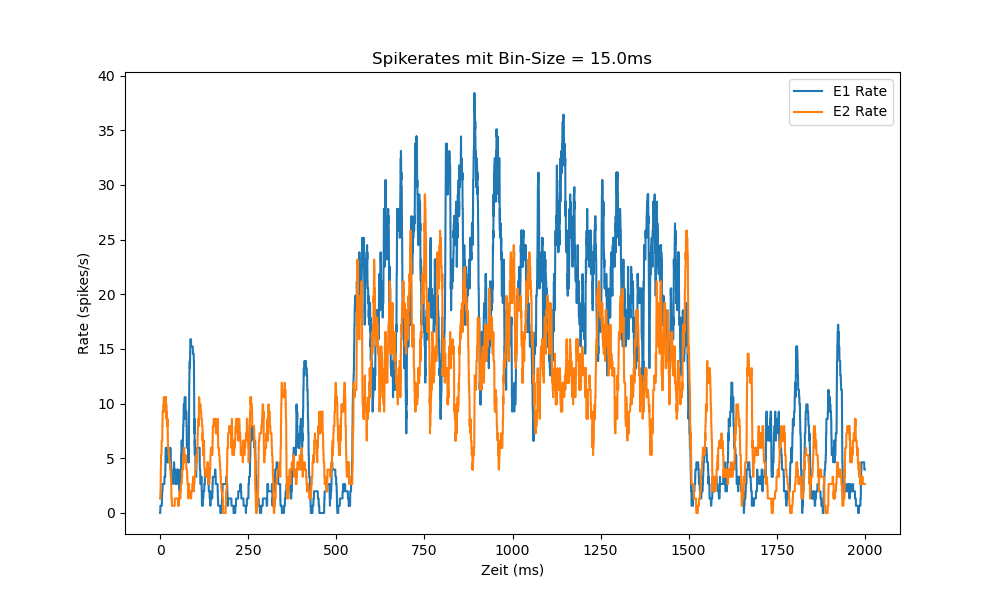 Spikerates mit Bin-Size = 15.0ms
E1 Rate
E2 Rate
Rate (spikes/s)
40
35
30
25
20
15
10
5
0
0 250 500 750 1000 1250 1500 1750 2000
Zeit (ms)